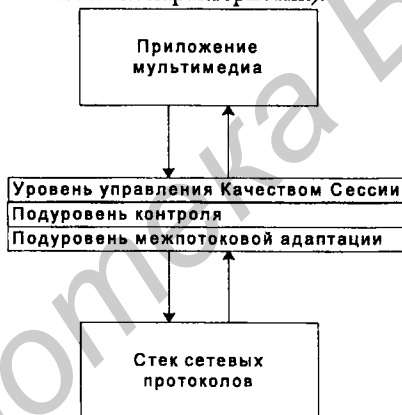 Приложение
мультимедиа
Уровень управления Качеством Сессии
Подуровень контроля
Подуровень межпотоковой адаптации
Стек сетевых
протоколов